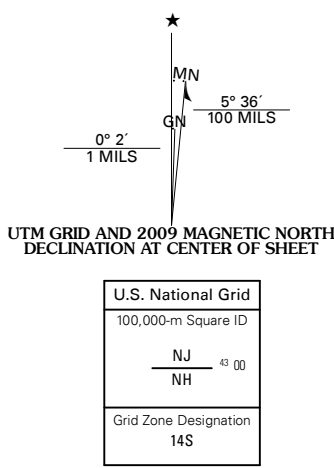 ★
MN
5° 36′
100 MILS
GN
0° 2′
1 MILS
UTM GRID AND 2009 MAGNETIC NORTH
DECLINATION AT CENTER OF SHEET
U.S. National Grid
100,000-m Square ID
NJ
43 00
NH
Grid Zone Designation
14S